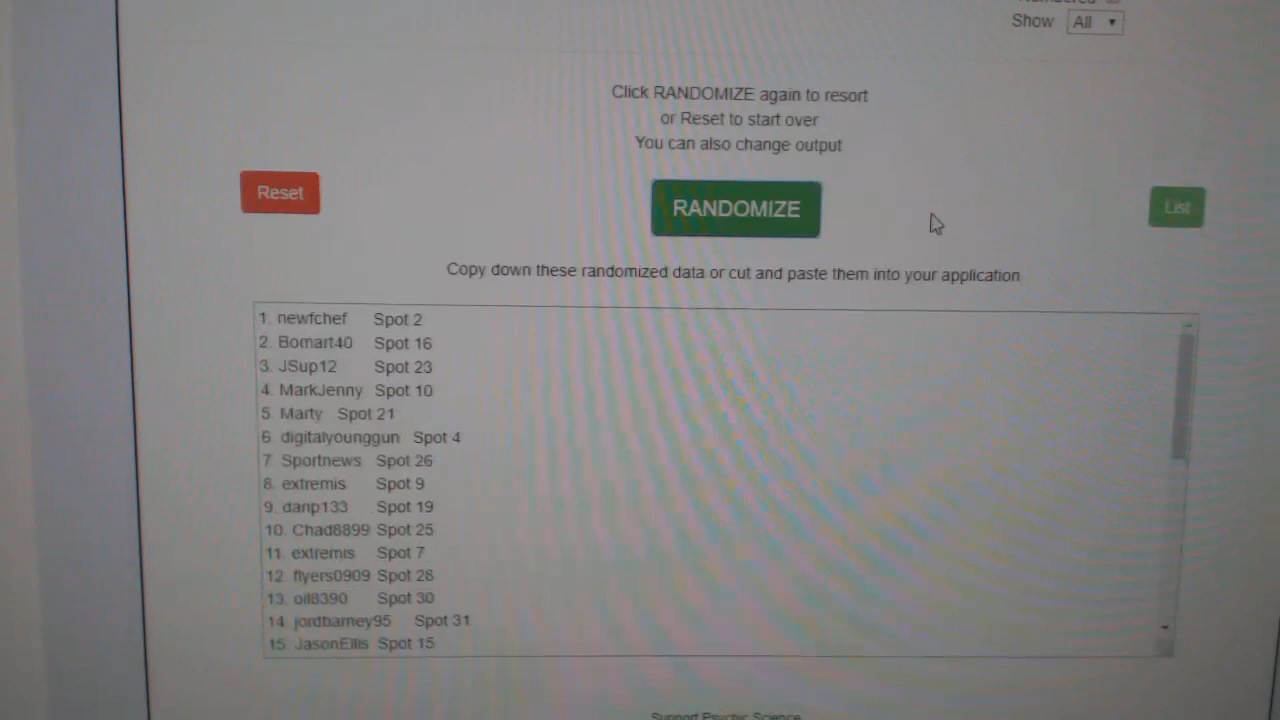 Show All
Click RANDOMIZE again to resort
or Reset to start over
You can also change output
Reset RANDOMIZE List
Copy down these randomized data or cut and paste them into your application
1. newfchef Spot 2
2. Bomart40 Spot 16
3. JSup12 Spot 23
4. MarkJenny Spot 10
5. Marty Spot 21
6. digitalyounggun Spot 4
7. Sportnews Spot 26
8. extremis Spot 9
9. danp133 Spot 19
10. Chad8899 Spot 25
11. extremis Spot 7
12. flyers0909 Spot 28
13. oil8390 Spot 30
14. jordbarney95 Spot 31
15. JasonEllis Spot 15
Support Psychic Science